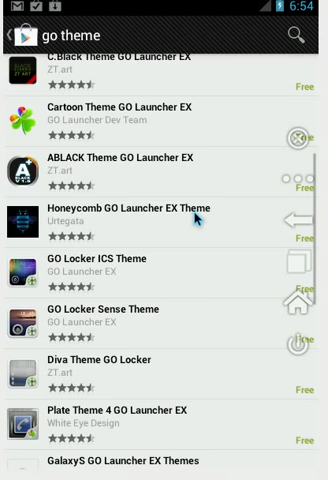 6:54
go theme
C.Black Theme GO Launcher EX
ZT.art
Free
Cartoon Theme GO Launcher EX
GO Launcher Dev Team
Free
ABLACK Theme GO Launcher EX
ZT.art
Free
Honeycomb GO Launcher EX Theme
Urtegata
Free
GO Locker ICS Theme
GO Launcher EX
Free
GO Locker Sense Theme
GO Launcher EX
Free
Diva Theme GO Locker
ZT.art
Free
Plate Theme 4 GO Launcher EX
White Eye Design
Free
GalaxyS GO Launcher EX Themes